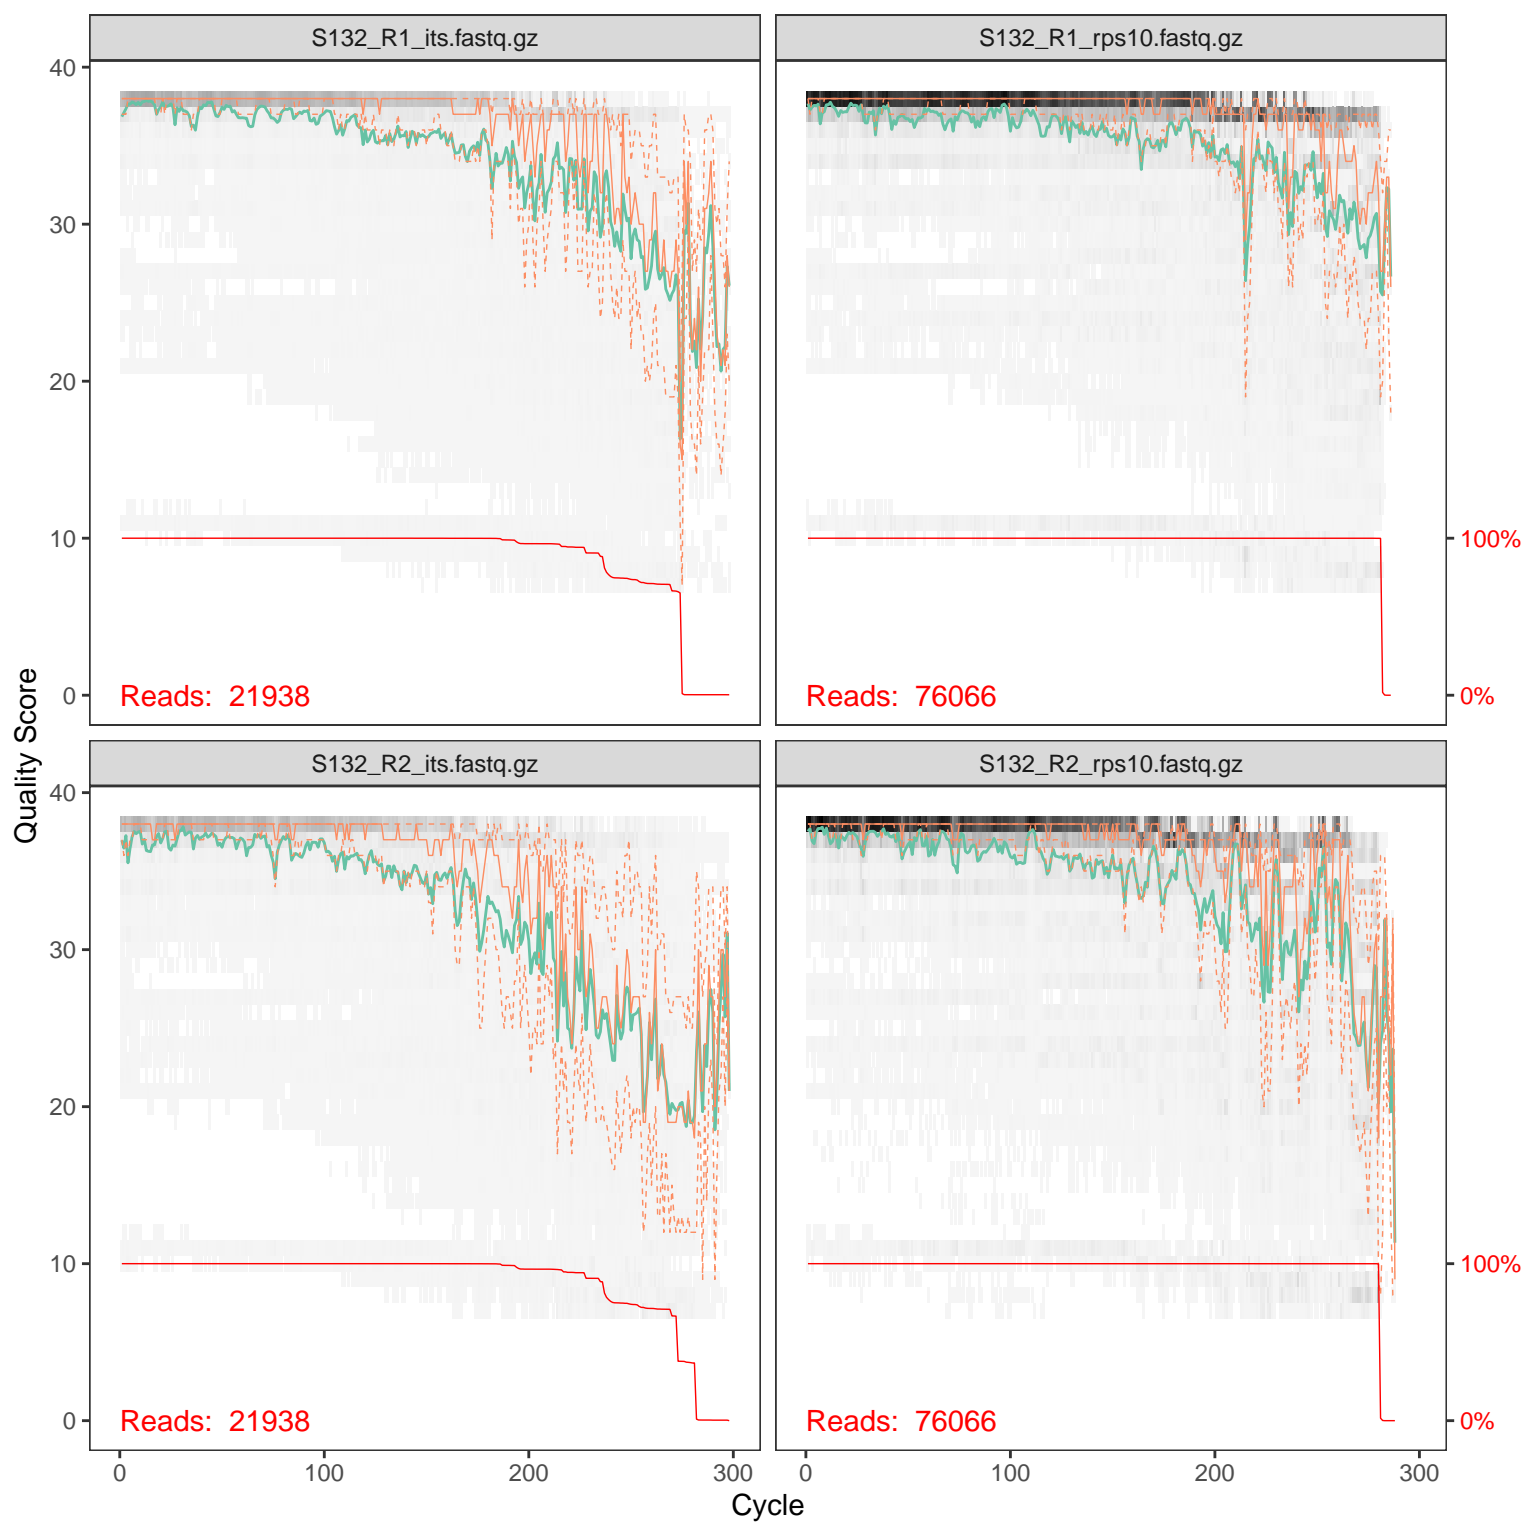 S132_R1_its.fastq.gz
S132_R1_rps10.fastq.gz
40
30
20
10
0
Reads: 21938
Reads: 76066
100%
0%
Quality Score
S132_R2_its.fastq.gz
S132_R2_rps10.fastq.gz
40
30
20
10
0
Reads: 21938
Reads: 76066
100%
0%
0
100
200
300
0
100
200
300
Cycle